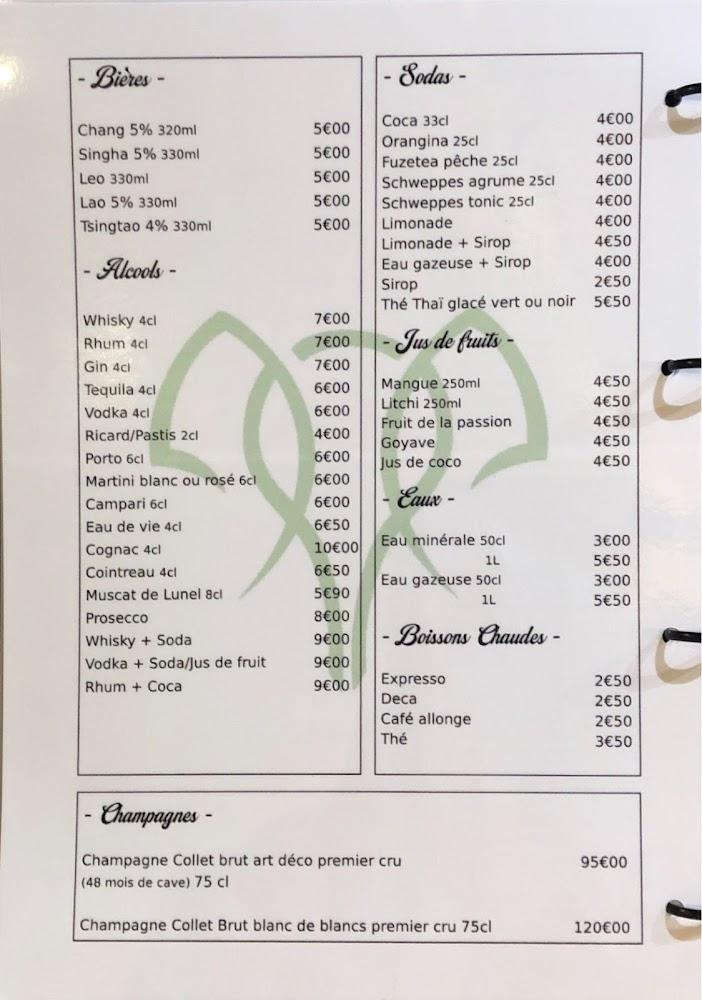 - Bières -
Chang 5% 320ml 5€00
Singha 5% 330ml 5€00
Leo 330ml 5€00
Lao 5% 330ml 5€00
Tsingtao 4% 330ml 5€00
- Alcools -
Whisky 4cl 7€00
Rhum 4cl 7€00
Gin 4cl 7€00
Tequila 4cl 6€00
Vodka 4cl 6€00
Ricard/Pastis 2cl 4€00
Porto 6cl 6€00
Martini blanc ou rosé 6cl 6€00
Campari 6cl 6€00
Eau de vie 4cl 6€50
Cognac 4cl 10€00
Cointreau 4cl 6€50
Muscat de Lunel 8cl 5€90
Prosecco 8€00
Whisky + Soda 9€00
Vodka + Soda/Jus de fruit 9€00
Rhum + Coca 9€00
- Sodas -
Coca 33cl 4€00
Orangina 25cl 4€00
Fuzetea pêche 25cl 4€00
Schweppes agrume 25cl 4€00
Schweppes tonic 25cl 4€00
Limonade 4€00
Limonade + Sirop 4€50
Eau gazeuse + Sirop 4€00
Sirop 2€50
Thé Thaï glacé vert ou noir 5€50
- Jus de fruits -
Mangue 250ml 4€50
Litchi 250ml 4€50
Fruit de la passion 4€50
Goyave 4€50
Jus de coco 4€50
- Eaux -
Eau minérale 50cl 3€00
1L 5€50
Eau gazeuse 50cl 3€00
1L 5€50
- Boissons Chaudes -
Expresso 2€50
Deca 2€50
Café allonge 2€50
Thé 3€50
- Champagnes -
Champagne Collet brut art déco premier cru 95€00
(48 mois de cave) 75 cl
Champagne Collet Brut blanc de blancs premier cru 75cl 120€00